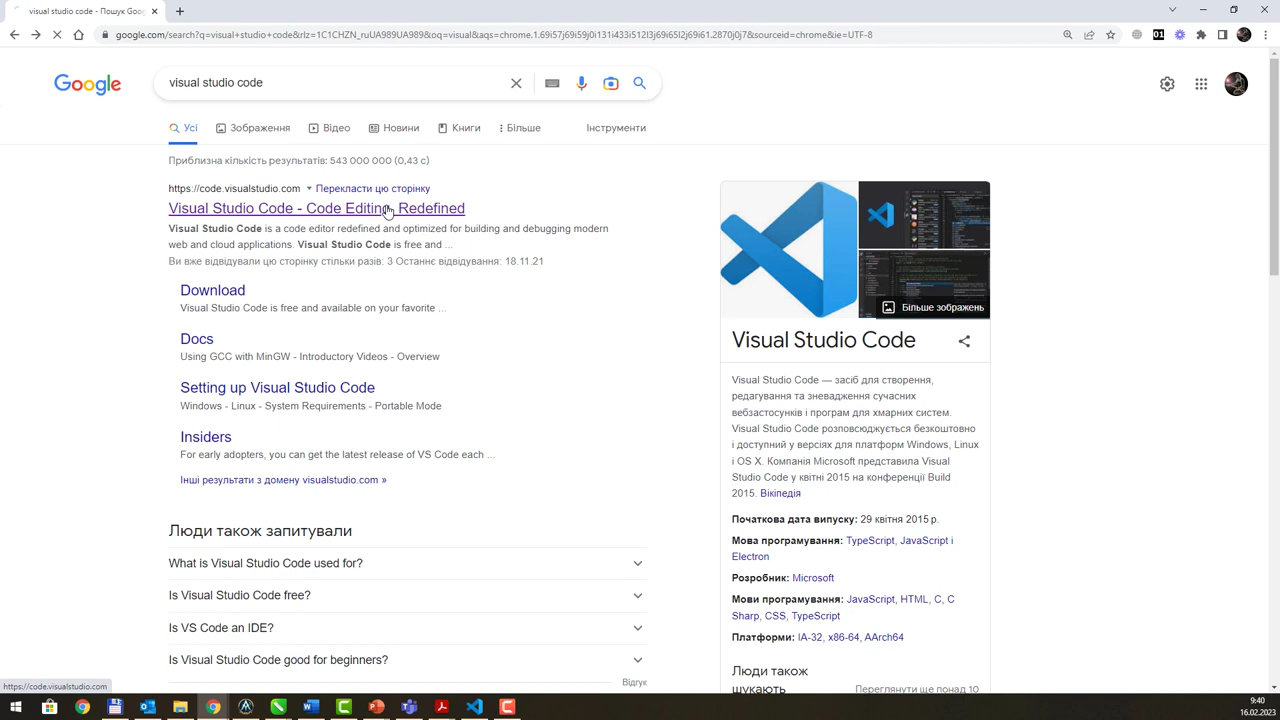 visual studio code - Пошук Goo
google.com/search?q=visual+studio+code&rlz=1C1CHZN_ruUA989UA989&oq=visual&aqs=chrome.1.69i57j69i59j0i131i433i512l3j69i65l2j69i61.2870j0j7&sourceid=chrome&ie=UTF-8
01
Google
visual studio code
Усі
Зображення
Відео
Новини
Книги
Більше
Інструменти
Приблизна кількість результатів: 543 000 000 (0,43 с)
https://code.visualstudio.com
Перекласти цю сторінку
Visual Studio Code - Code Editing. Redefined
Visual Studio Code is a code editor redefined and optimized for building and debugging modern
web and cloud applications. Visual Studio Code is free and ...
Ви вже відвідували цю сторінку стільки разів: 3 Останнє відвідування: 18.11.21
Download
Visual Studio Code is free and available on your favorite ...
Docs
Using GCC with MinGW - Introductory Videos - Overview
Setting up Visual Studio Code
Windows - Linux - System Requirements - Portable Mode
Insiders
For early adopters, you can get the latest release of VS Code each ...
Інші результати з домену visualstudio.com »
Люди також запитували
What is Visual Studio Code used for?
Is Visual Studio Code free?
Is VS Code an IDE?
Is Visual Studio Code good for beginners?
Відгук
Більше зображень
Visual Studio Code
Visual Studio Code — засіб для створення,
редагування та зневадження сучасних
вебзастосунків і програм для хмарних систем.
Visual Studio Code розповсюджується безкоштовно
і доступний у версіях для платформ Windows, Linux
і OS X. Компанія Microsoft представила Visual
Studio Code у квітні 2015 на конференції Build
2015. Вікіпедія
Початкова дата випуску: 29 квітня 2015 р.
Мова програмування: TypeScript, JavaScript і
Electron
Розробник: Microsoft
Мови програмування: JavaScript, HTML, C, C
Sharp, CSS, TypeScript
Платформи: IA-32, x86-64, AArch64
Люди також
шукають
Переглянути ще понад 10
https://code.visualstudio.com
9:40
16.02.2023